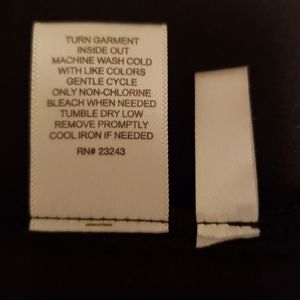 TURN GARMENT
INSIDE OUT
MACHINE WASH COLD
WITH LIKE COLORS
GENTLE CYCLE
ONLY NON-CHLORINE
BLEACH WHEN NEEDED
TUMBLE DRY LOW
REMOVE PROMPTLY
COOL IRON IF NEEDED
RN# 23243